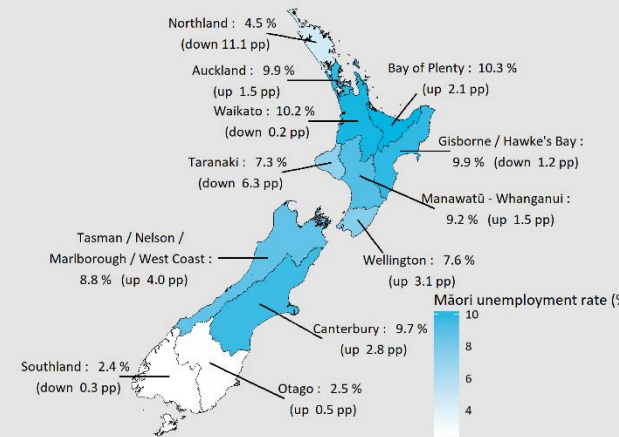 Northland : 4.5 %
(down 11.1 pp)
Auckland : 9.9 %
(up 1.5 pp)
Bay of Plenty : 10.3 %
(up 2.1 pp)
Waikato : 10.2 %
(down 0.2 pp)
Gisborne / Hawke's Bay :
9.9 % (down 1.2 pp)
Taranaki : 7.3 %
(down 6.3 pp)
Manawatū - Whanganui :
9.2 % (up 1.5 pp)
Tasman / Nelson /
Marlborough / West Coast :
8.8 % (up 4.0 pp)
Wellington : 7.6 %
(up 3.1 pp)
Canterbury : 9.7 %
(up 2.8 pp)
Southland : 2.4 %
(down 0.3 pp)
Otago : 2.5 %
(up 0.5 pp)
Māori unemployment rate (%
10
8
6
4